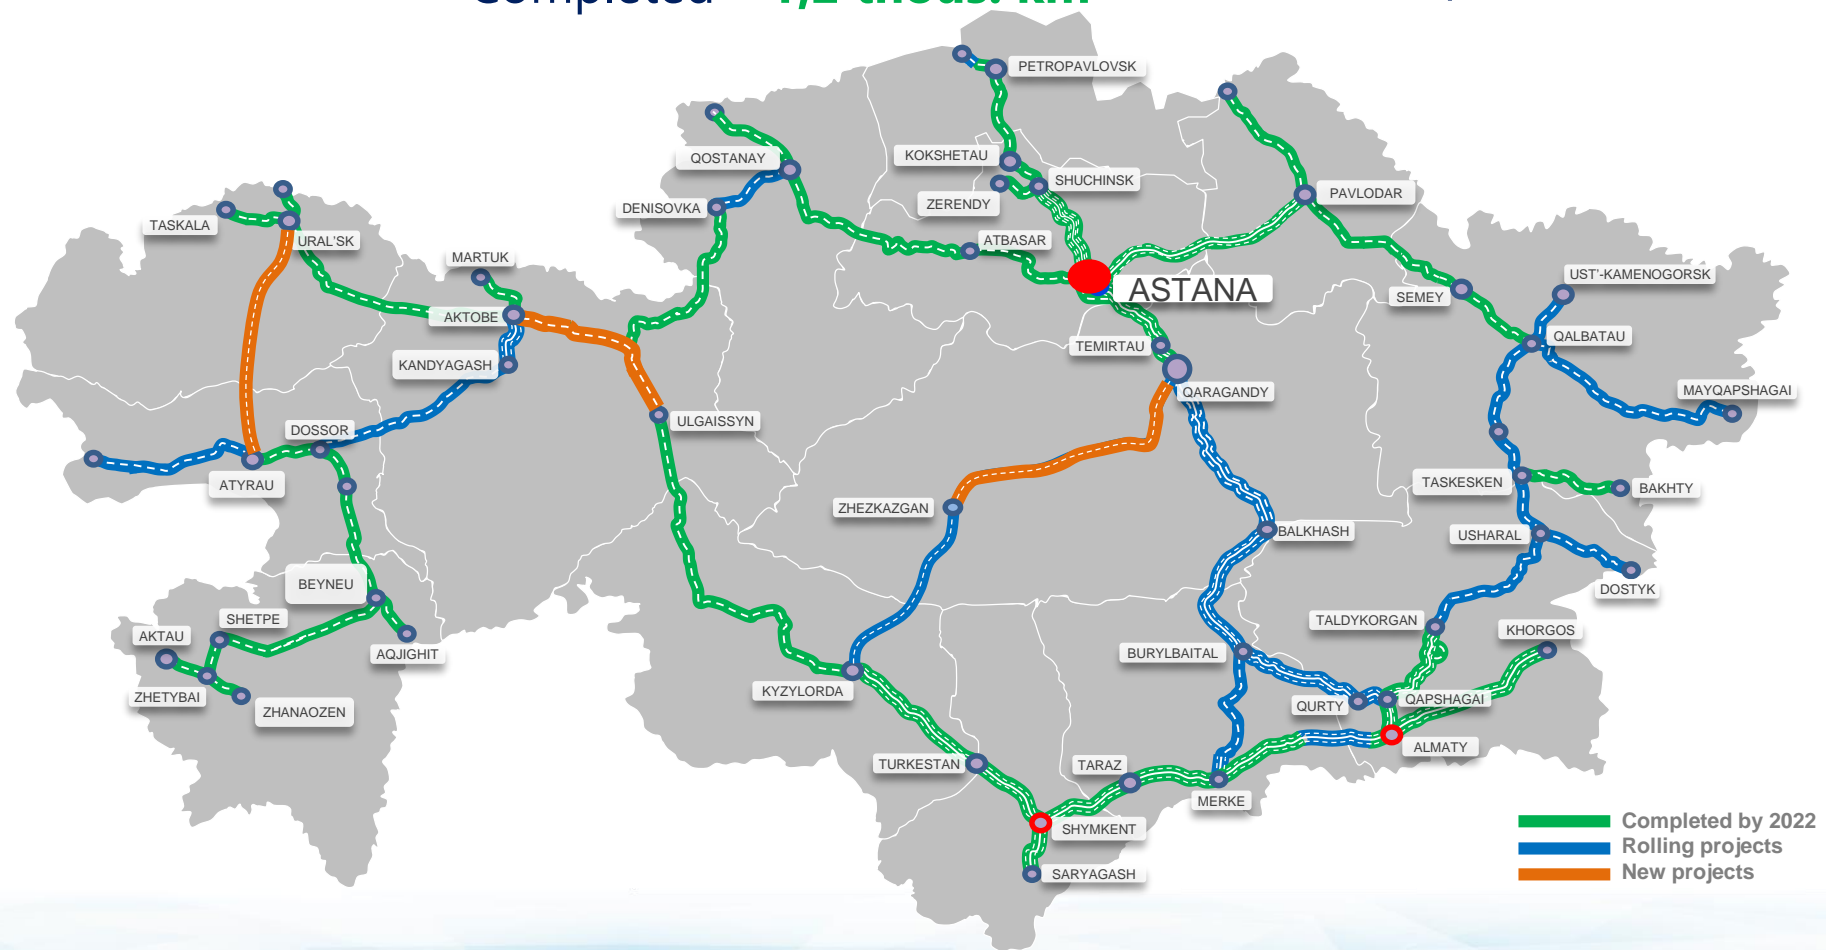 PETROPAVLOVSK
KOKSHETAU
QOSTANAY
SHUCHINSK
ZERENDY
PAVLODAR
DENISOVKA
TASKALA
URAL'SK
ATBASAR
MARTUK
ASTANA
UST'-KAMENOGORSK
SEMEY
AKTOBE
QALBATAU
TEMIRTAU
KANDYAGASH
QARAGANDY
MAYQAPSHAGAI
ULGAISSYN
DOSSOR
ATYRAU
TASKESKEN
BAKHTY
ZHEZKAZGAN
BALKHASH
USHARAL
BEYNEU
DOSTYK
SHETPE
TALDYKORGAN
KHORGOS
AKTAU
AQJIGHIT
BURYLBAITAL
ZHETYBAI
KYZYLORDA
QURTY
QAPSHAGAI
ZHANAOZEN
ALMATY
TURKESTAN
TARAZ
MERKE
SHYMKENT
SARYAGASH
Completed by 2022
Rolling projects
New projects